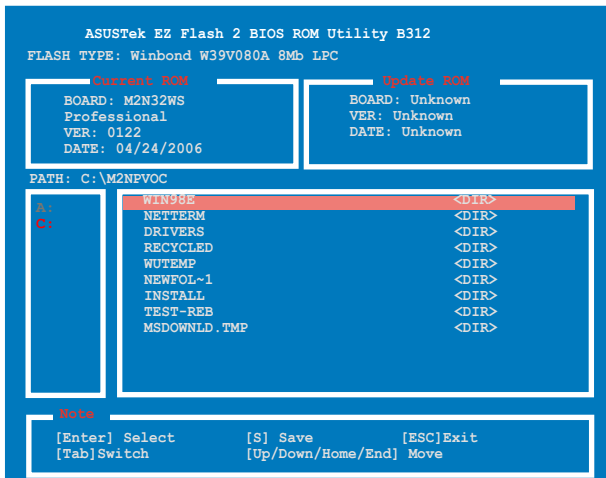 ASUSTek EZ Flash 2 BIOS ROM Utility B312
FLASH TYPE: Winbond W39V080A 8Mb LPC
Current ROM
BOARD: M2N32WS
Professional
VER: 0122
DATE: 04/24/2006
Update ROM
BOARD: Unknown
VER: Unknown
DATE: Unknown
PATH: C:\M2NPVOC
A:
C:
WIN98E <DIR>
NETTERM <DIR>
DRIVERS <DIR>
RECYCLED <DIR>
WUTEMP <DIR>
NEWFOL~1 <DIR>
INSTALL <DIR>
TEST-REB <DIR>
MSDOWNLD.TMP <DIR>
Note
[Enter] Select [S] Save [ESC]Exit
[Tab]Switch [Up/Down/Home/End] Move